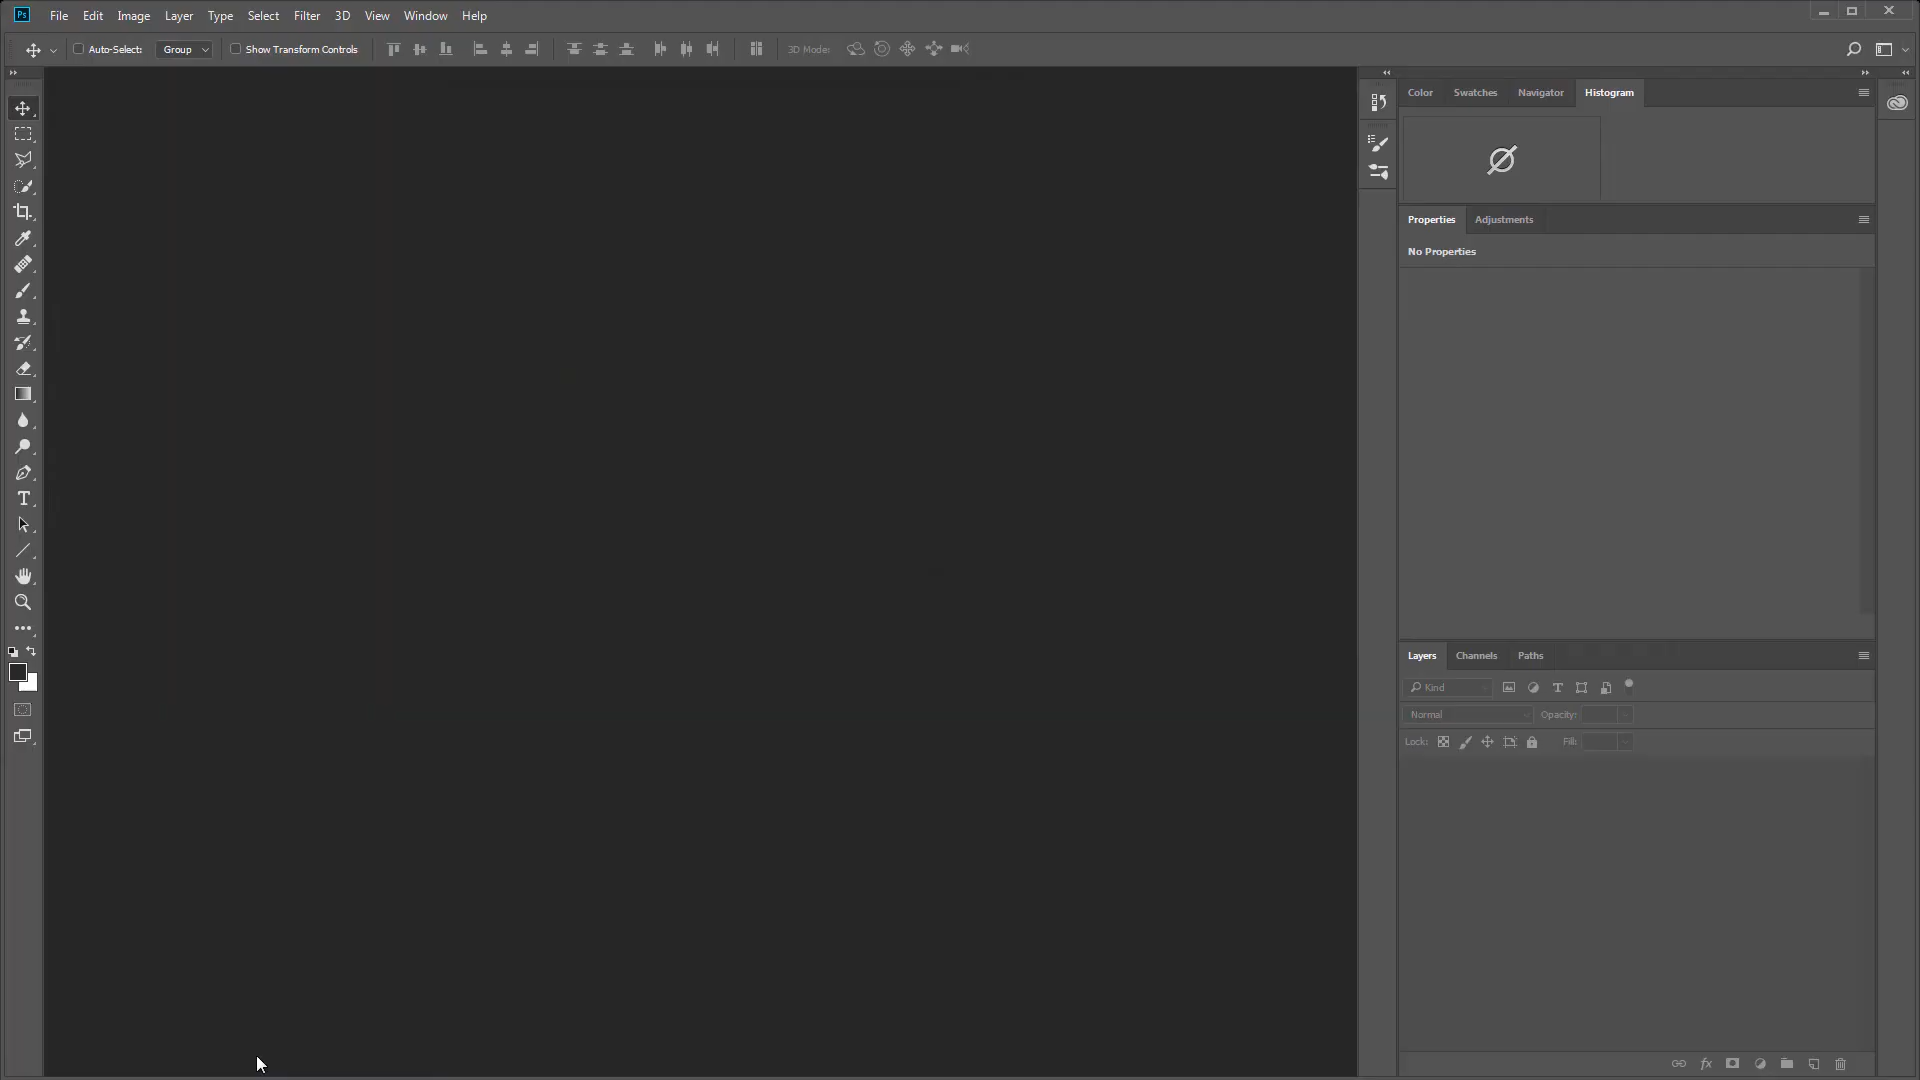 Ps File Edit Image Layer Type Select Filter 3D View Window Help
Auto-Select: Group Show Transform Controls 3D Mode:
Color Swatches Navigator Histogram
Properties Adjustments
No Properties
Layers Channels Paths
Kind
Normal Opacity:
Lock: Fill:
fx